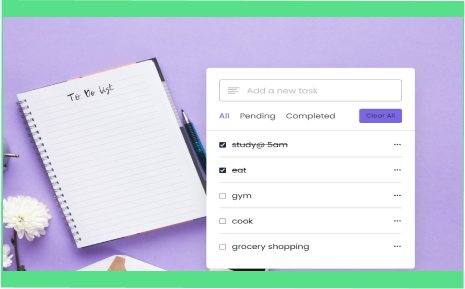 To Do list
Add a new task
All Pending Completed Clear All
study@ 5am
eat
gym
cook
grocery shopping